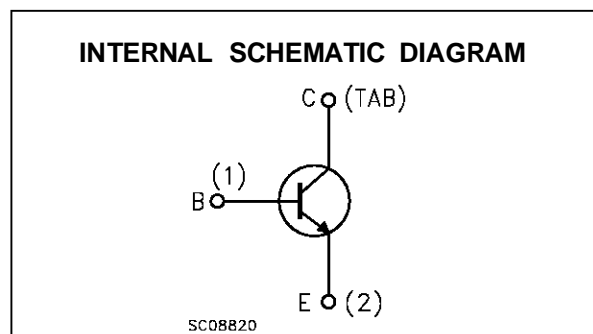 INTERNAL SCHEMATIC DIAGRAM
C (TAB)
(1)
B
E (2)
SC08820